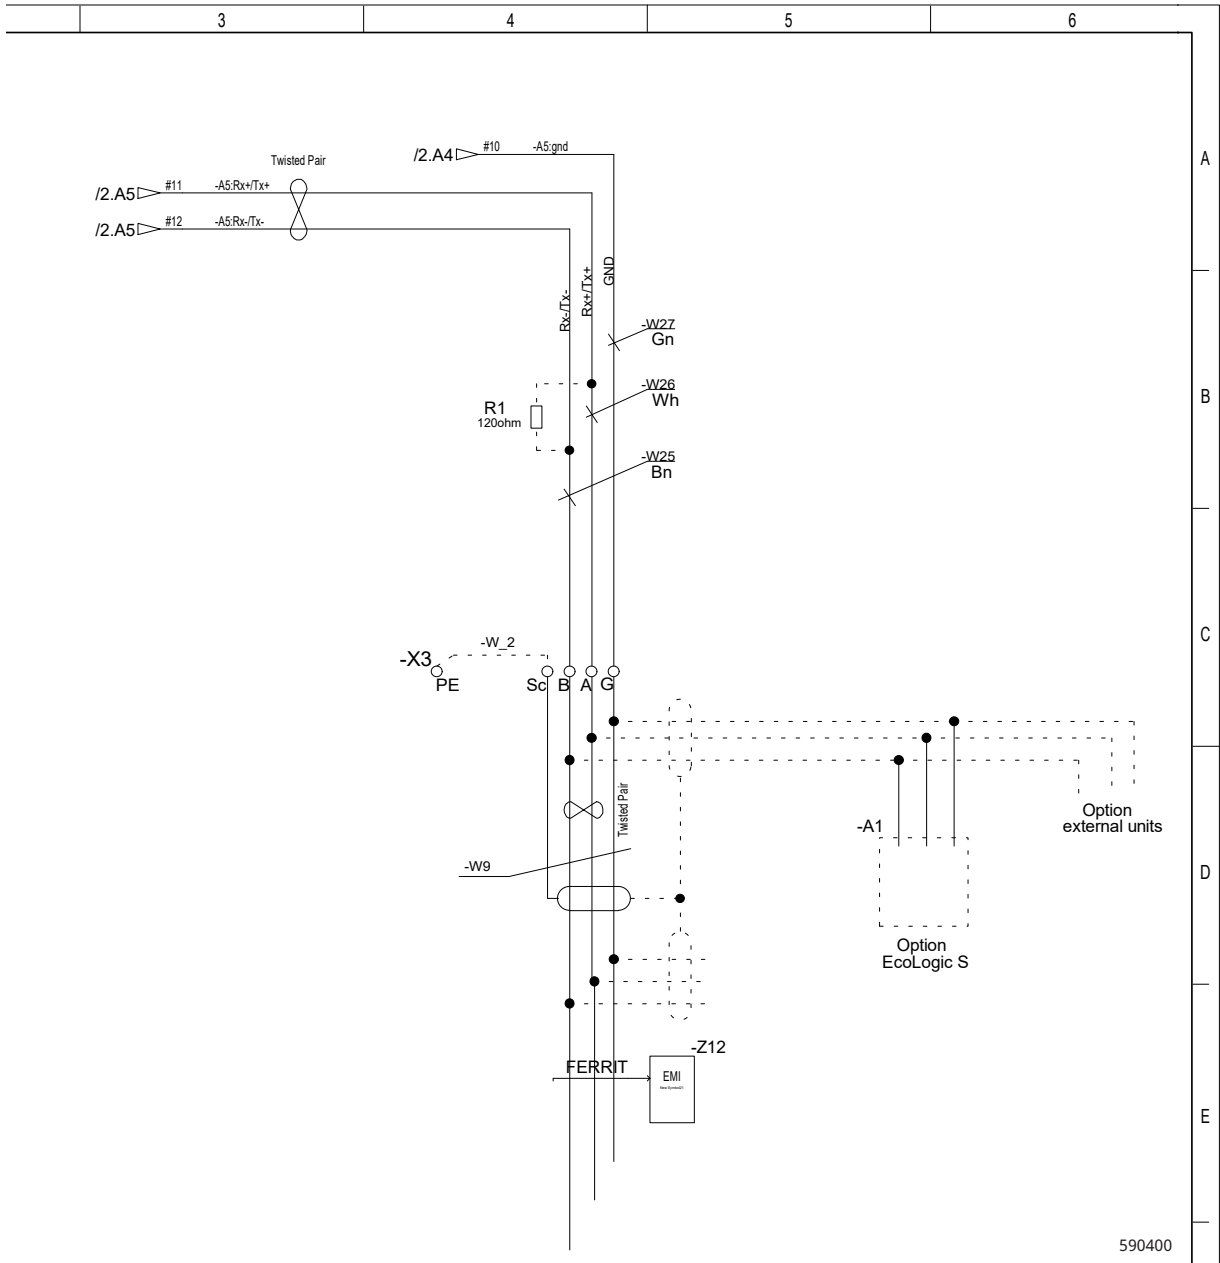 3 4 5 6
A
#10 -A5:gnd
/2.A4
Twisted Pair
#11 -A5:Rx+/Tx+
/2.A5
#12 -A5:Rx-/Tx-
/2.A5
Rx-/Tx-
Rx+/Tx+
GND
-W27
Gn
-W26
Wh
B
R1
120ohm
-W25
Bn
C
-W_2
-X3
PE Sc B A G
Twisted Pair
Option
external units
-A1
-W9
D
Option
EcoLogic S
-Z12
FERRIT
EMI
E
590400